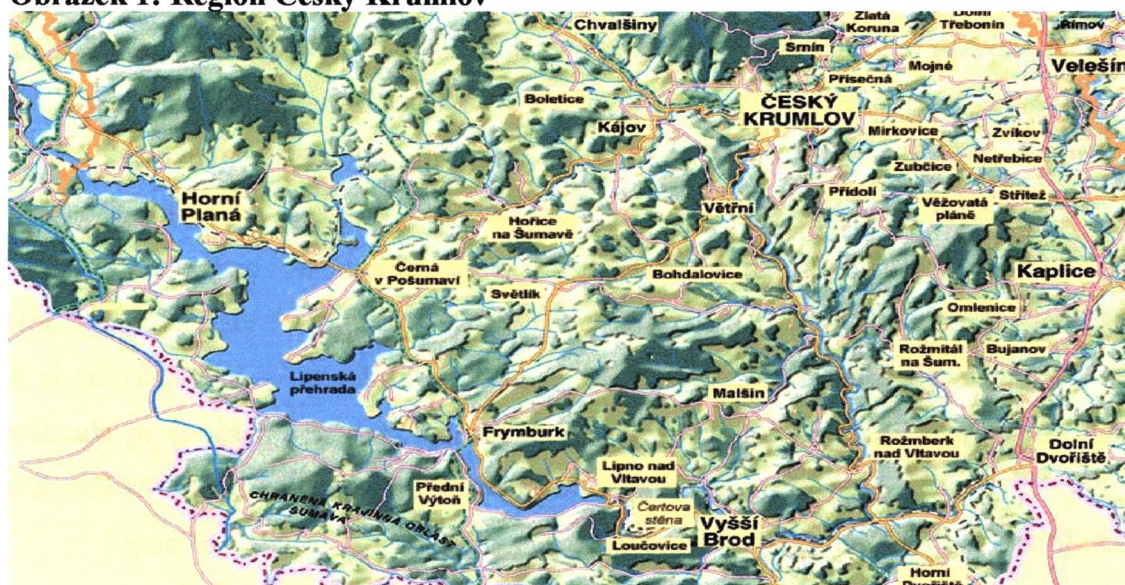 Obrázek 1: Region Český Krumlov
Chvalšiny
Zlatá
Koruna
Dolní
Třebonín
Římov
Srnín
Mojné
Velešín
Přísečná
Boletice
ČESKÝ
KRUMLOV
Kájov
Mirkovice
Zvíkov
Zubčice
Netřebice
Přídolí
Střítež
Horní
Planá
Větřní
Věžovatá
pláně
Hořice
na Šumavě
Černá
v Pošumaví
Bohdalovice
Kaplice
Světlík
Omlenice
Rožmitál
na Šum.
Bujanov
Lipenská
přehrada
Malšín
Frymburk
Rožmberk
nad Vltavou
Dolní
Dvořiště
Lipno nad
Vltavou
Přední
Výtoň
CHRÁNĚNÁ KRAJINNÁ OBLAST
ŠUMAVA
Čertova
stěna
Vyšší
Brod
Loučovice
Horní
Dvořiště